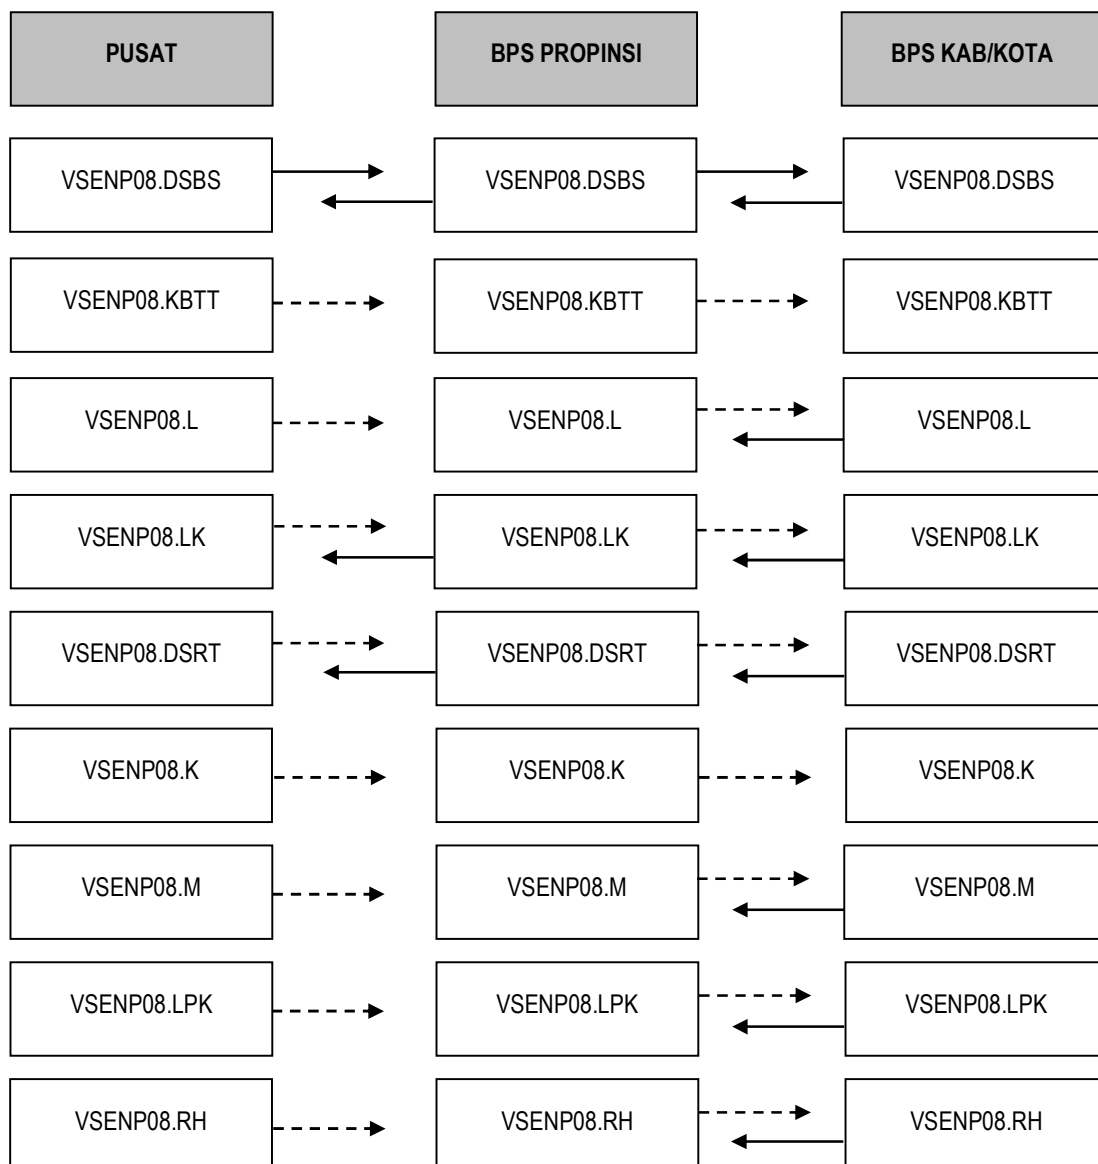 PUSAT BPS PROPINSI BPS KAB/KOTA
VSENP08.DSBS VSENP08.DSBS VSENP08.DSBS
VSENP08.KBTT VSENP08.KBTT VSENP08.KBTT
VSENP08.L VSENP08.L VSENP08.L
VSENP08.LK VSENP08.LK VSENP08.LK
VSENP08.DSRT VSENP08.DSRT VSENP08.DSRT
VSENP08.K VSENP08.K VSENP08.K
VSENP08.M VSENP08.M VSENP08.M
VSENP08.LPK VSENP08.LPK VSENP08.LPK
VSENP08.RH VSENP08.RH VSENP08.RH